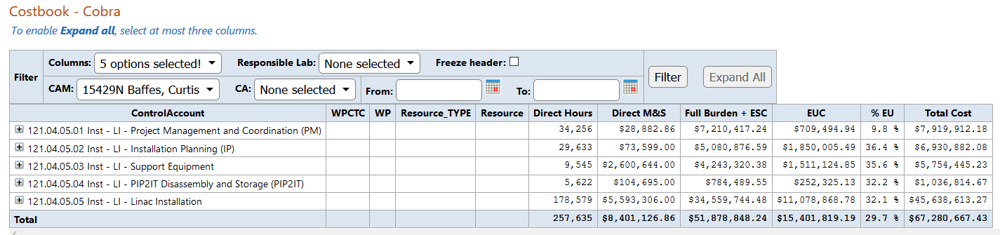 Costbook - Cobra
To enable Expand all, select at most three columns.
Filter Columns: 5 options selected! Responsible Lab: None selected Freeze header: Filter Expand All
CAM: 15429N Baffes, Curtis CA: None selected From: To:
ControlAccount WPCTC WP Resource_TYPE Resource Direct Hours Direct M&S Full Burden + ESC EUC % EU Total Cost
121.04.05.01 Inst - LI - Project Management and Coordination (PM) 34,256 $28,882.86 $7,210,417.24 $709,494.94 9.8 % $7,919,912.18
121.04.05.02 Inst - LI - Installation Planning (IP) 29,633 $73,599.00 $5,080,876.59 $1,850,005.49 36.4 % $6,930,882.08
121.04.05.03 Inst - LI - Support Equipment 9,545 $2,600,644.00 $4,243,320.38 $1,511,124.85 35.6 % $5,754,445.23
121.04.05.04 Inst - LI - PIP2IT Disassembly and Storage (PIP2IT) 5,622 $104,695.00 $784,489.55 $252,325.13 32.2 % $1,036,814.67
121.04.05.05 Inst - LI - Linac Installation 178,579 $5,593,306.00 $34,559,744.48 $11,078,868.78 32.1 % $45,638,613.27
Total 257,635 $8,401,126.86 $51,878,848.24 $15,401,819.19 29.7 % $67,280,667.43